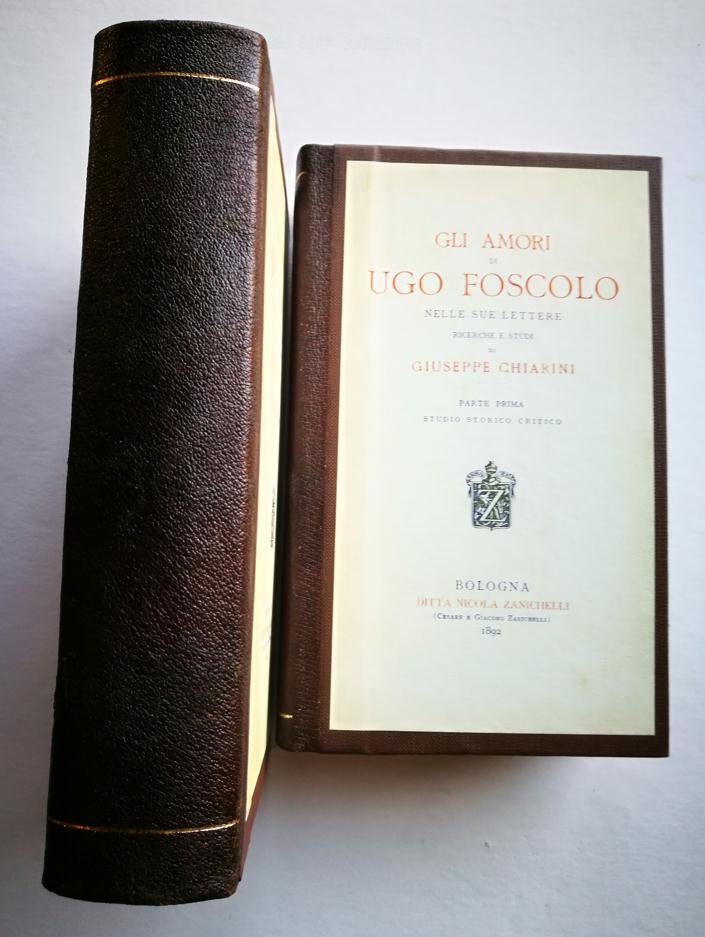 GLI AMORI
DI
UGO FOSCOLO
NELLE SUE LETTERE
RICERCHE E STUDI
DI
GIUSEPPE CHIARINI
PARTE PRIMA
STUDIO STORICO CRITICO
Z
BOLOGNA
DITTA NICOLA ZANICHELLI
(CESARE E GIACOMO ZANICHELLI)
1892